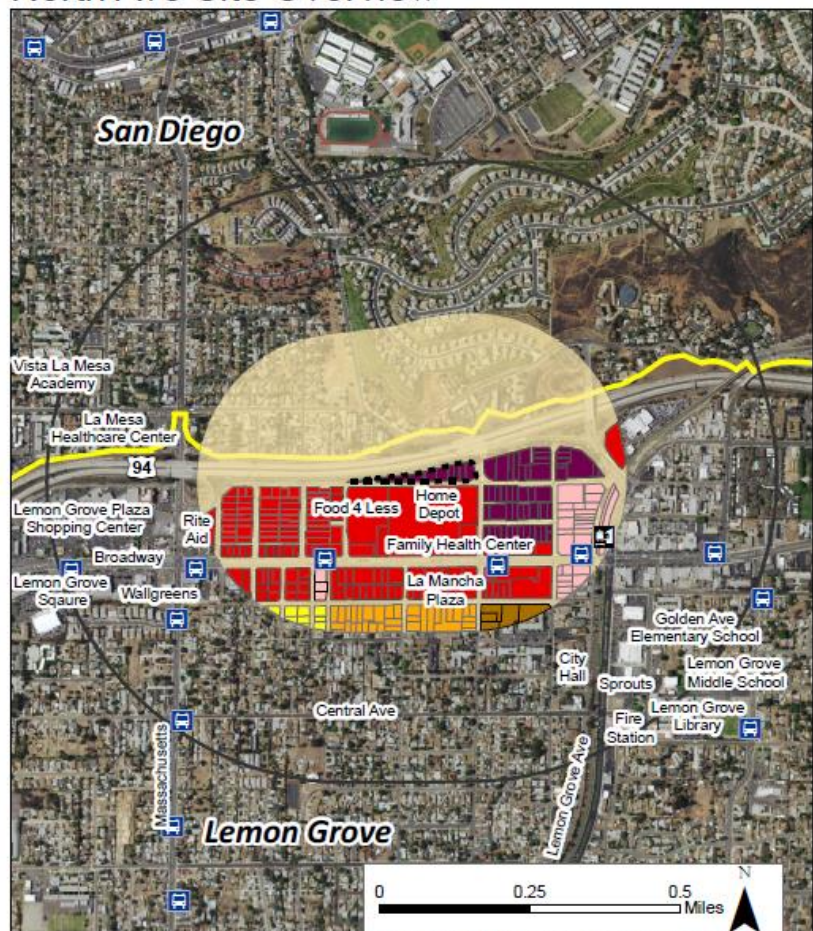 San Diego
Vista La Mesa
Academy
La Mesa
Healthcare Center
94
Lemon Grove Plaza
Shopping Center
Rite
Aid
Food 4 Less
Home
Depot
Broadway
Family Health Center
Lemon Grove
Sqaure
Wallgreens
La Mancha
Plaza
Golden Ave
Elementary School
City
Hall
Sprouts
Lemon Grove
Middle School
Central Ave
Fire
Station
Lemon Grove
Library
Massachusetts
Lemon Grove Ave
Lemon Grove
N
0 0.25 0.5
Miles